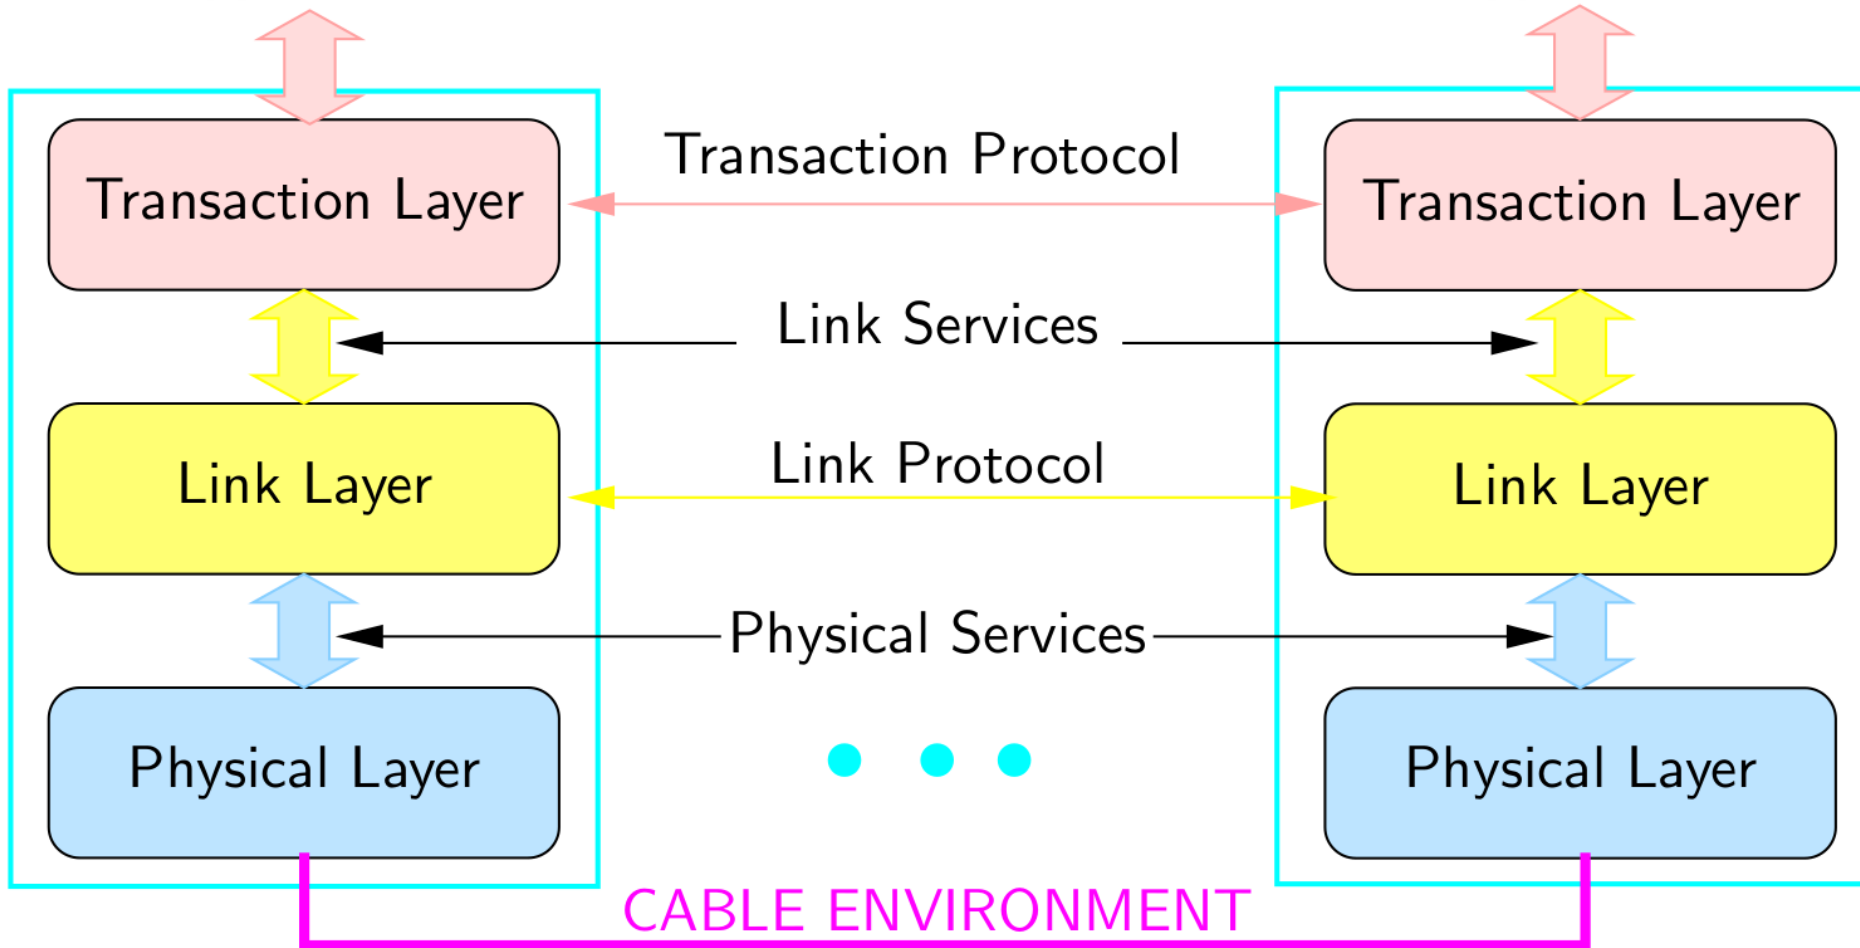 Transaction Protocol
Transaction Layer
Transaction Layer
Link Services
Link Protocol
Link Layer
Link Layer
Physical Services
Physical Layer
Physical Layer
CABLE ENVIRONMENT